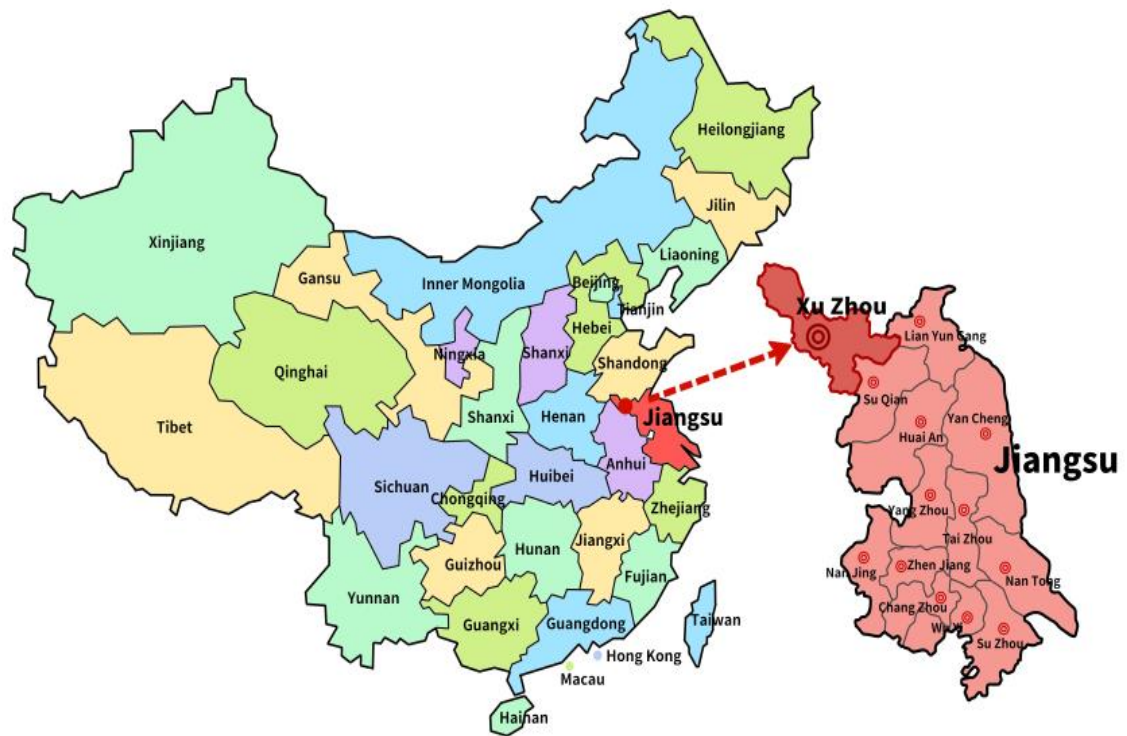 Heilongjiang
Jilin
Xinjiang
Liaoning
Gansu
Inner Mongolia
Beijing
Tianjin
Xu Zhou
Hebei
Lian Yun Gang
Ningxia
Shanxi
Shandong
Qinghai
Su Qian
Shanxi
Henan
Jiangsu
Yan Cheng
Tibet
Huai An
Jiangsu
Anhui
Huibei
Sichuan
Chongqing
Zhejiang
Yang Zhou
Tai Zhou
Hunan
Jiangxi
Guizhou
Fujian
Nan Jing
Zhen Jiang
Nan Tong
Yunnan
Chang Zhou
Guangxi
Guangdong
Taiwan
Wu Xi
Su Zhou
Hong Kong
Macau
Hainan